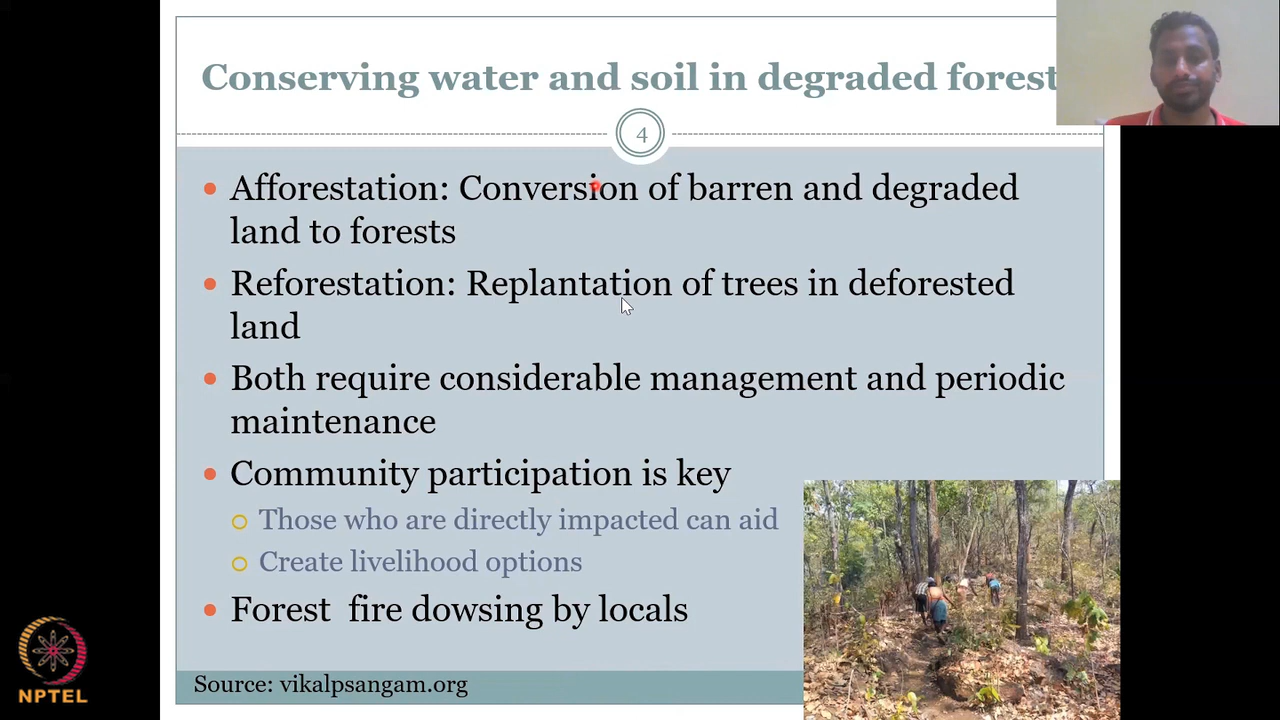 Conserving water and soil in degraded forest
4
Afforestation: Conversion of barren and degraded
land to forests
Reforestation: Replantation of trees in deforested
land
Both require considerable management and periodic
maintenance
Community participation is key
Those who are directly impacted can aid
Create livelihood options
Forest fire dowsing by locals
Source: vikalpsangam.org
NPTEL